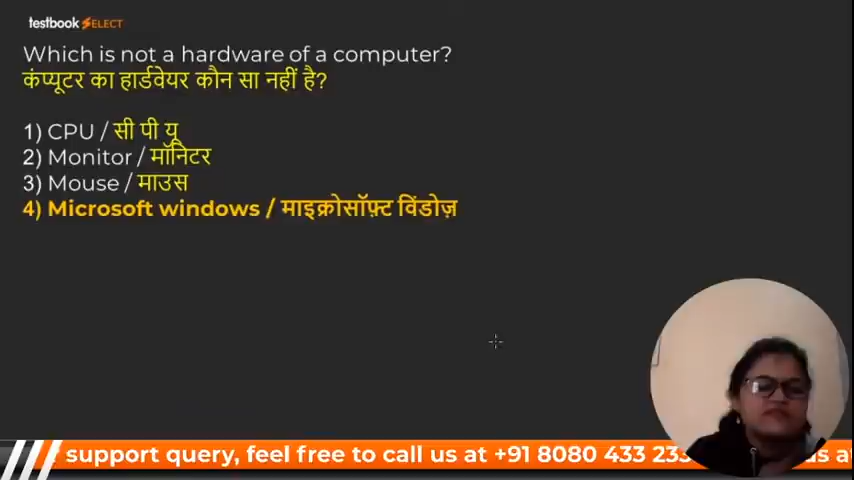 testbook SELECT
Which is not a hardware of a computer?
कंप्यूटर का हार्डवेयर कौन सा नहीं है?
1) CPU / सी पी यू
2) Monitor / मॉनिटर
3) Mouse / माउस
4) Microsoft windows / माइक्रोसॉफ़्ट विंडोज़
support query, feel free to call us at +91 8080 433 233